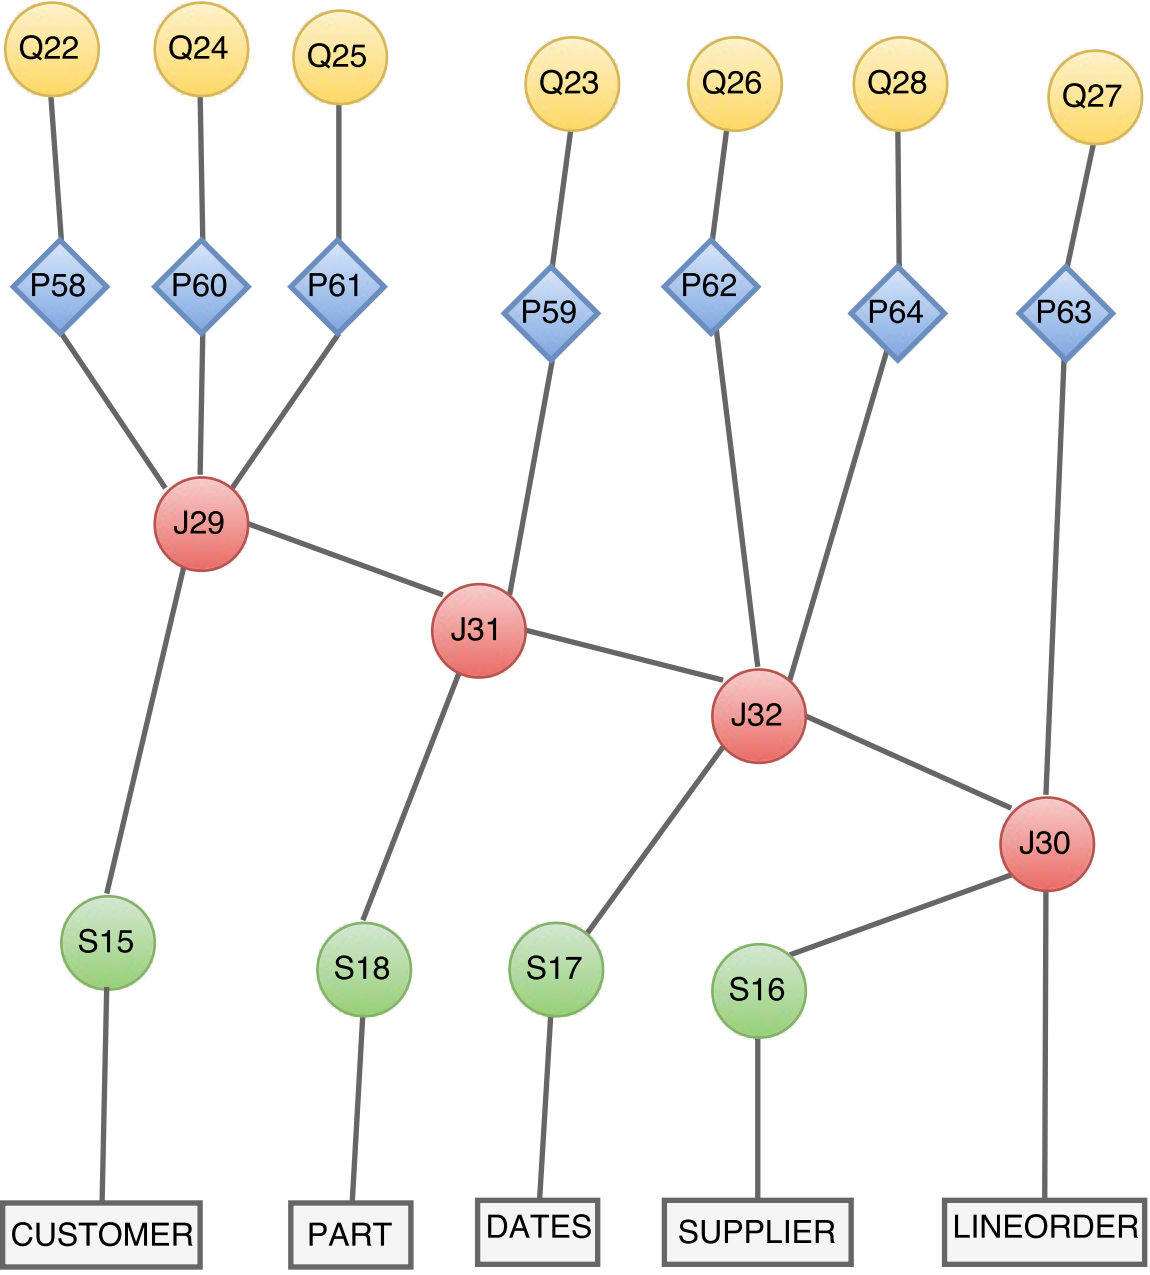 Q22
Q24
Q25
Q23
Q26
Q28
Q27
P58
P60
P61
P59
P62
P64
P63
J29
J31
J32
J30
S15
S18
S17
S16
CUSTOMER
PART
DATES
SUPPLIER
LINEORDER